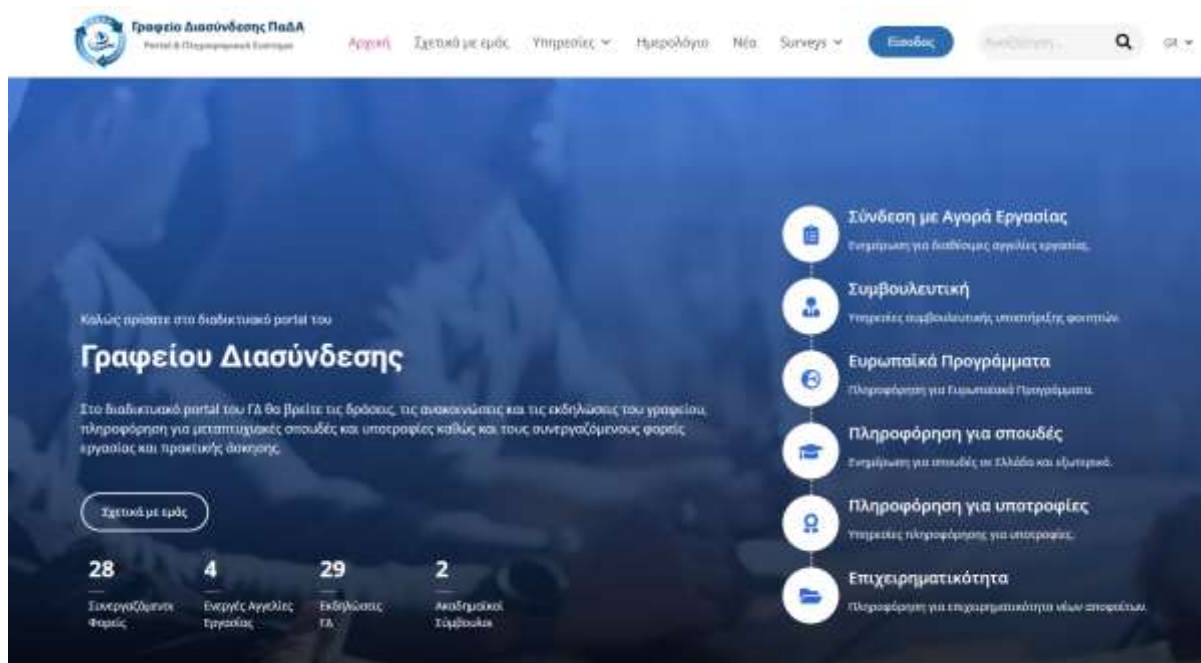 Γραφείο Διασύνδεσης ΠαΔΑ
Portal & Πληροφοριακό Σύστημα
Αρχική Σχετικά με εμάς Υπηρεσίες Ημερολόγιο Νέα Surveys Είσοδος Αναζήτηση... GR
Καλώς ορίσατε στο διαδικτυακό portal του
Γραφείου Διασύνδεσης
Στο διαδικτυακό portal του ΓΔ θα βρείτε τις δράσεις, τις ανακοινώσεις και τις εκδηλώσεις του γραφείου,
πληροφόρηση για μεταπτυχιακές σπουδές και υποτροφίες καθώς και τους συνεργαζόμενους φορείς
εργασίας και πρακτικής άσκησης.
Σχετικά με εμάς
28 4 29 2
Συνεργαζόμενοι Ενεργές Αγγελίες Εκδηλώσεις Ακαδημαϊκοί
Φορείς Εργασίας ΓΔ Σύμβουλοι
Σύνδεση με Αγορά Εργασίας
Ενημέρωση για διαθέσιμες αγγελίες εργασίας.
Συμβουλευτική
Υπηρεσίες συμβουλευτικής υποστήριξης φοιτητών.
Ευρωπαϊκά Προγράμματα
Πληροφόρηση για Ευρωπαϊκά Προγράμματα.
Πληροφόρηση για σπουδές
Ενημέρωση για σπουδές σε Ελλάδα και εξωτερικό.
Πληροφόρηση για υποτροφίες
Υπηρεσίες πληροφόρησης για υποτροφίες.
Επιχειρηματικότητα
Πληροφόρηση για επιχειρηματικότητα νέων αποφοίτων.